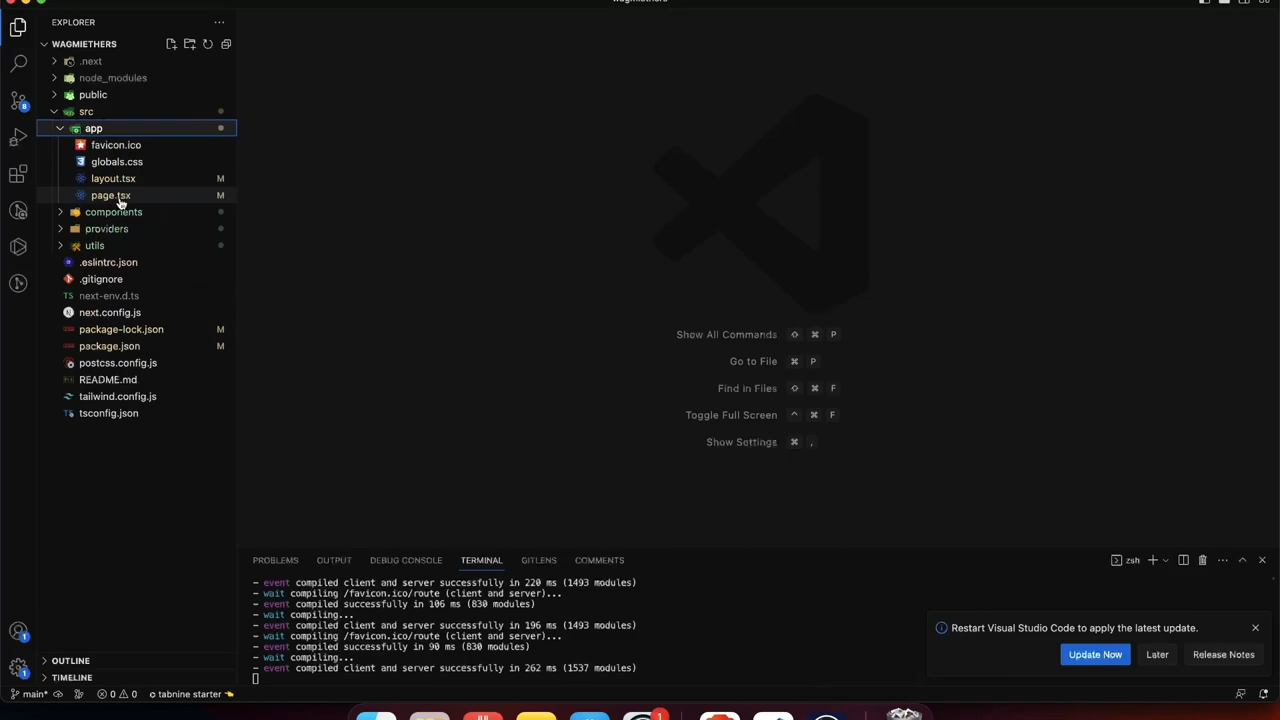 wagmiethers
EXPLORER
WAGMIETHERS
.next
node_modules
public
src
app
favicon.ico
globals.css
layout.tsx M
page.tsx M
components
providers
utils
.eslintrc.json
.gitignore
TS next-env.d.ts
next.config.js
package-lock.json M
package.json M
postcss.config.js
README.md
tailwind.config.js
tsconfig.json
Show All Commands ⇧ ⌘ P
Go to File ⌘ P
Find in Files ⇧ ⌘ F
Toggle Full Screen ^ ⌘ F
Show Settings ⌘ ,
PROBLEMS OUTPUT DEBUG CONSOLE TERMINAL GITLENS COMMENTS zsh
- event compiled client and server successfully in 220 ms (1493 modules)
- wait compiling /favicon.ico/route (client and server)...
- event compiled successfully in 106 ms (830 modules)
- wait compiling...
- event compiled client and server successfully in 196 ms (1493 modules)
- wait compiling /favicon.ico/route (client and server)...
- event compiled successfully in 90 ms (830 modules)
- wait compiling...
- event compiled client and server successfully in 262 ms (1537 modules)
Restart Visual Studio Code to apply the latest update.
Update Now Later Release Notes
OUTLINE
TIMELINE
main* 0 0 tabnine starter
8
1
1
1